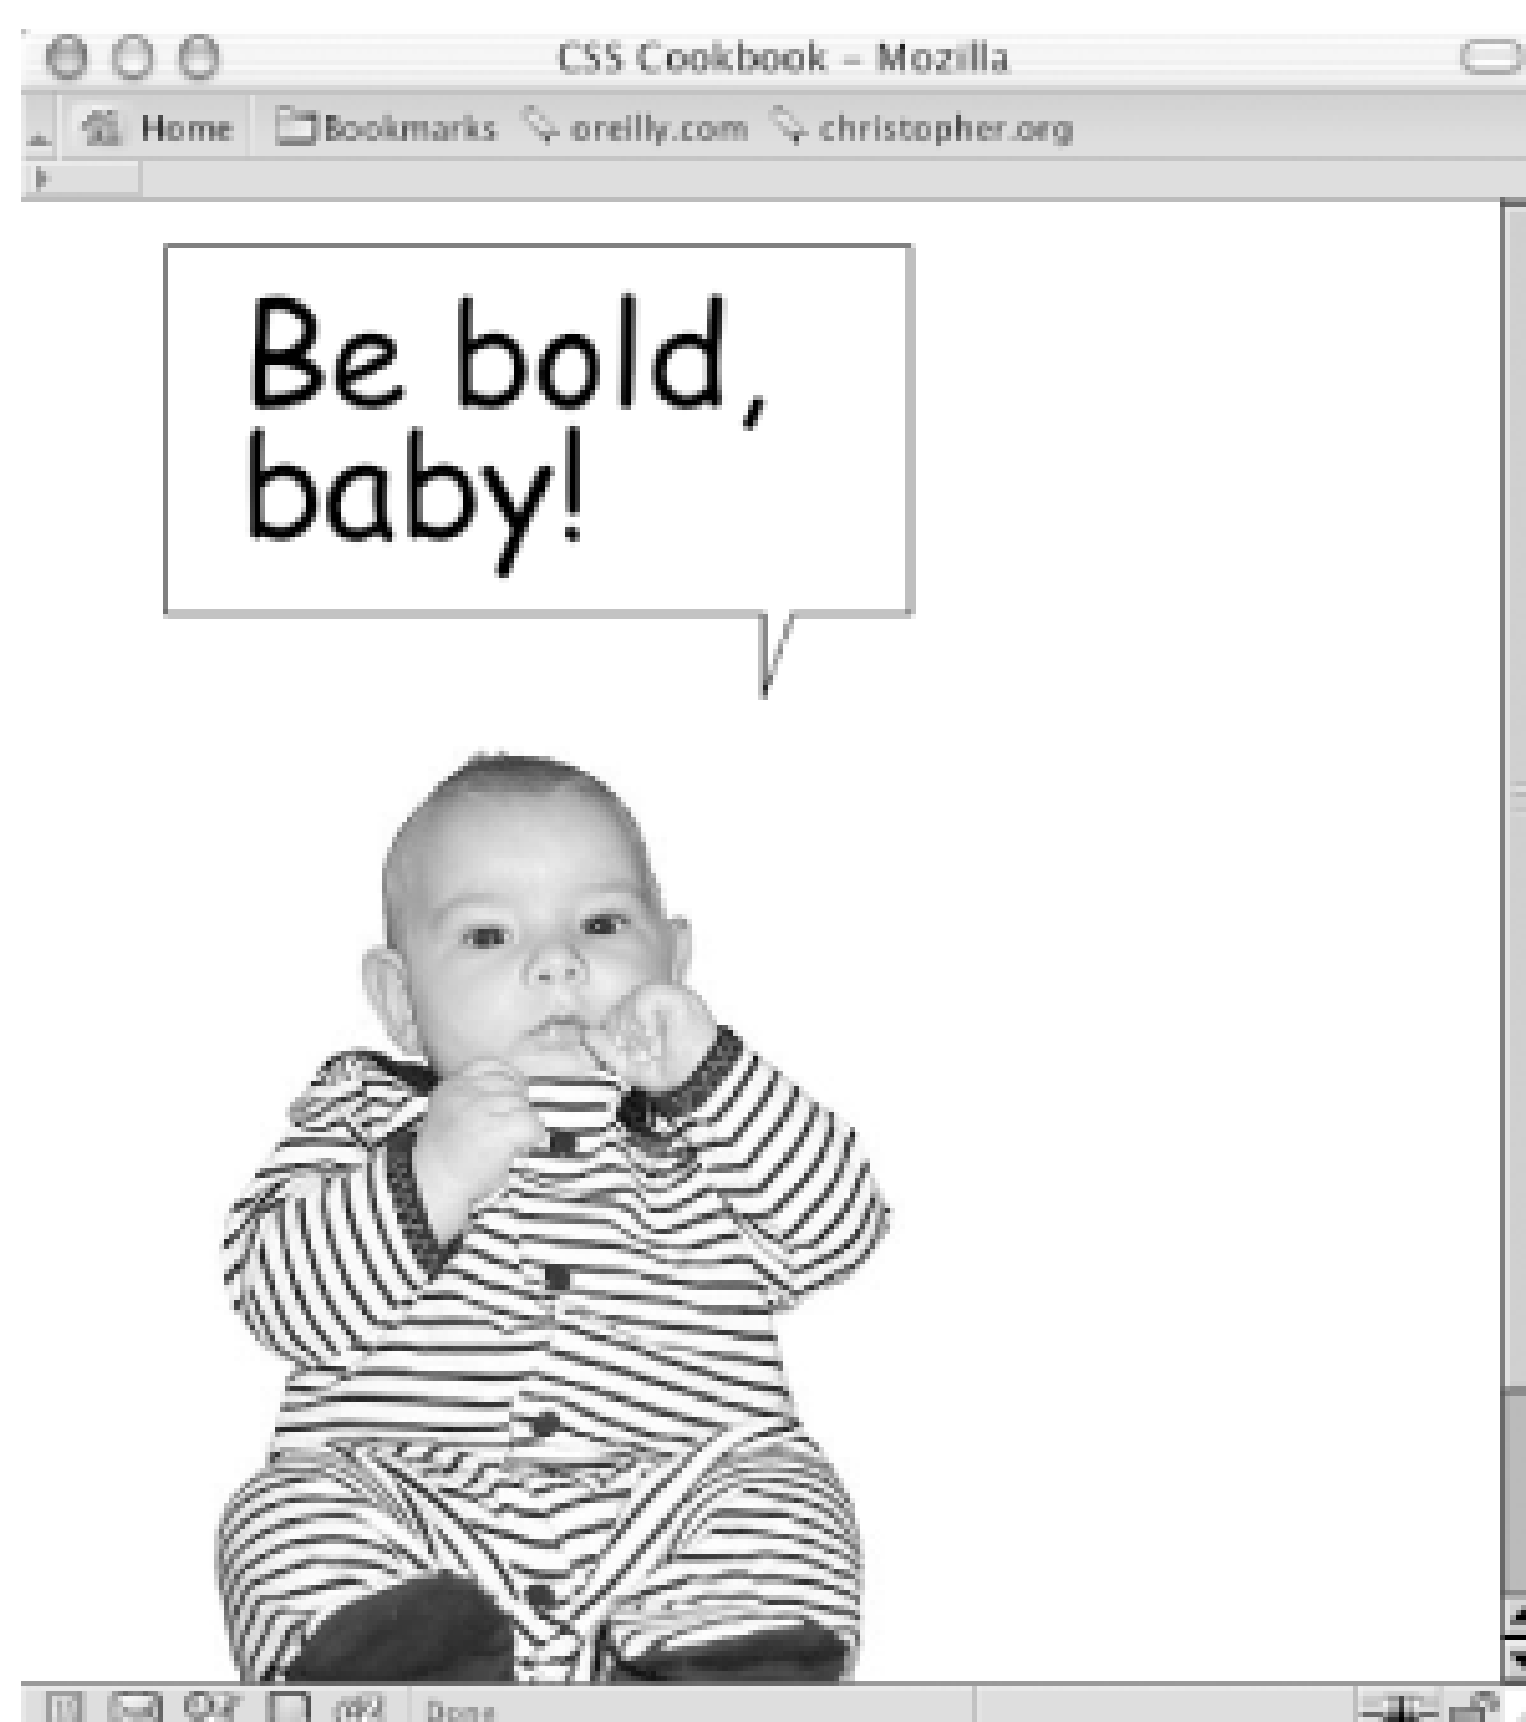 CSS Cookbook – Mozilla
Home Bookmarks oreilly.com christopher.org
Be bold,
baby!
Done